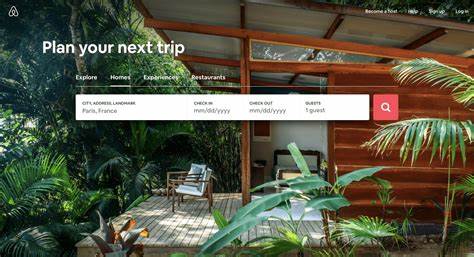 Become a host Help Sign up Log in
Plan your next trip
Explore Homes Experiences Restaurants
CITY, ADDRESS, LANDMARK CHECK IN CHECK OUT GUESTS
Paris, France mm/dd/yyyy mm/dd/yyyy 1 guest